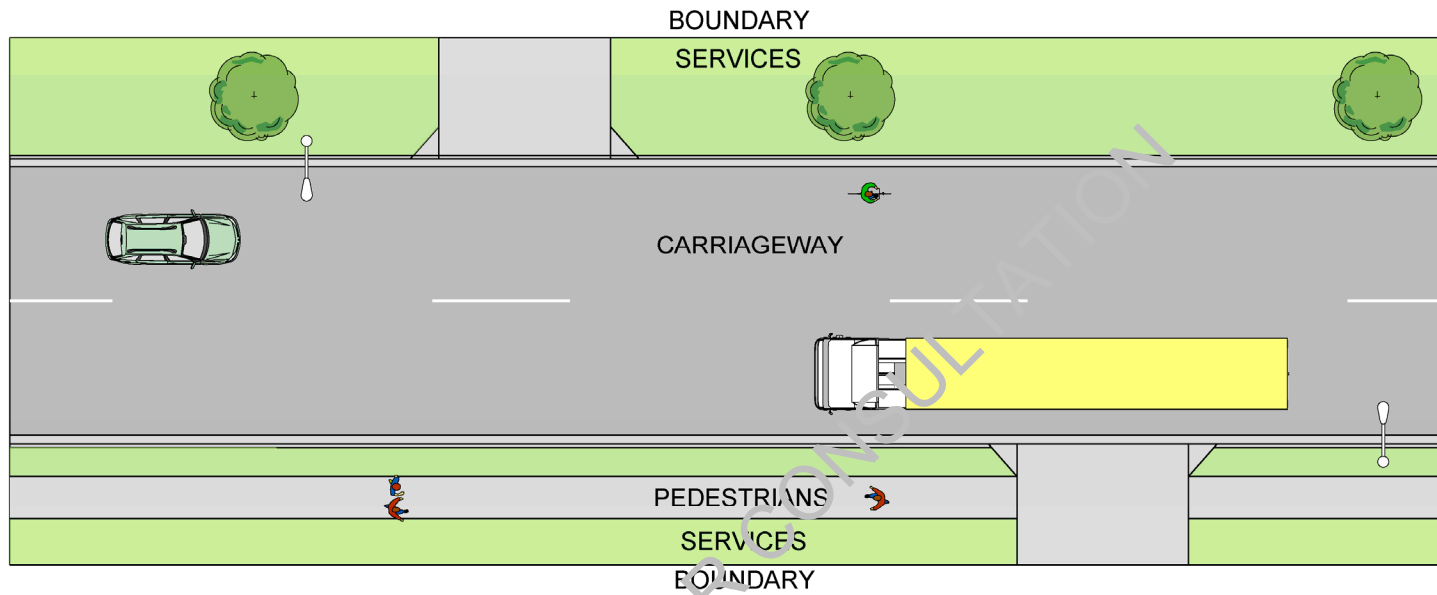 BOUNDARY
SERVICES
CARRIAGEWAY
PEDESTRIANS
SERVICES
BOUNDARY
R CONSULTATION